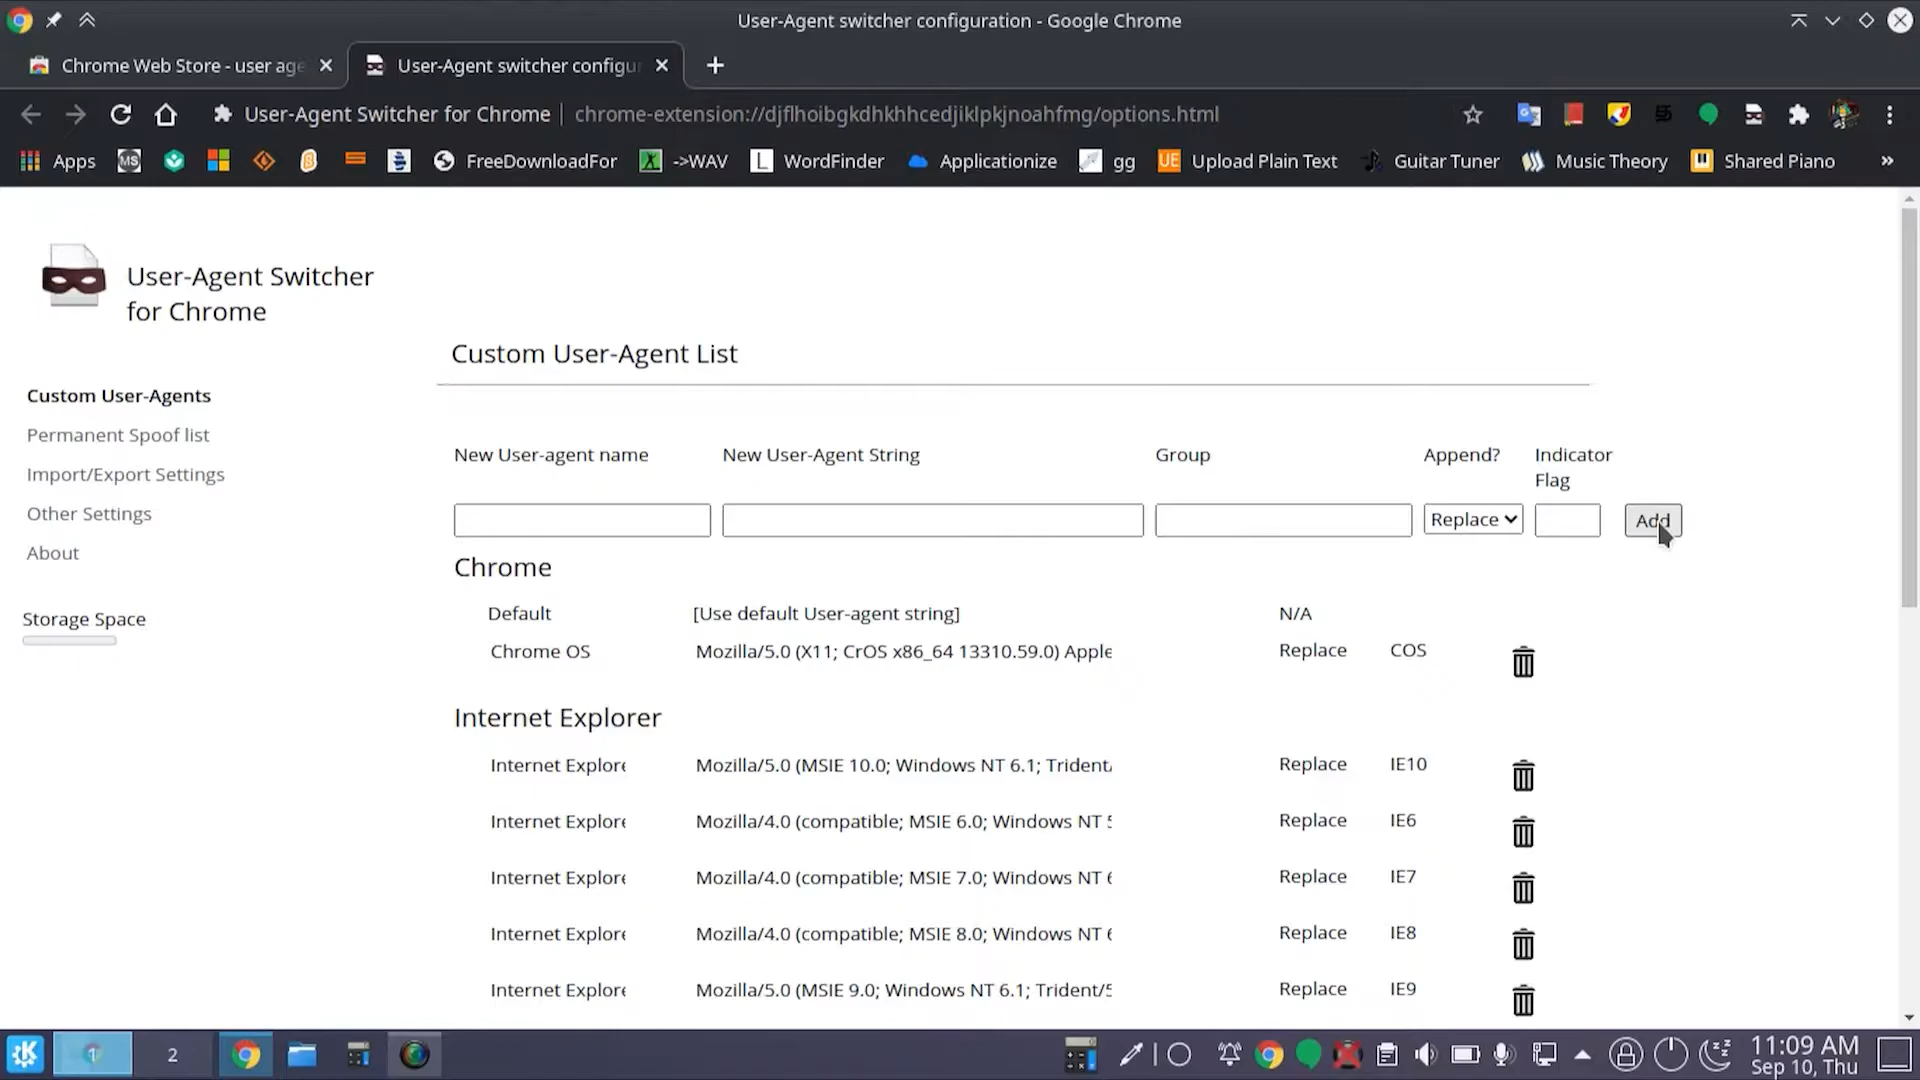 User-Agent switcher configuration - Google Chrome
Chrome Web Store - user age
User-Agent switcher configu
User-Agent Switcher for Chrome
chrome-extension://djflhoibgkdhkhhcedjiklpkjnoahfmg/options.html
Apps
MS
FreeDownloadFor
->WAV
L WordFinder
Applicationize
gg
UE Upload Plain Text
Guitar Tuner
Music Theory
Shared Piano
»
User-Agent Switcher
for Chrome
Custom User-Agent List
Custom User-Agents
Permanent Spoof list
Import/Export Settings
Other Settings
About
Storage Space
New User-agent name New User-Agent String Group Append? Indicator
Flag
Replace Add
Chrome
Default [Use default User-agent string] N/A
Chrome OS Mozilla/5.0 (X11; CrOS x86_64 13310.59.0) Apple Replace COS
Internet Explorer
Internet Explore Mozilla/5.0 (MSIE 10.0; Windows NT 6.1; Trident/ Replace IE10
Internet Explore Mozilla/4.0 (compatible; MSIE 6.0; Windows NT 5 Replace IE6
Internet Explore Mozilla/4.0 (compatible; MSIE 7.0; Windows NT 6 Replace IE7
Internet Explore Mozilla/4.0 (compatible; MSIE 8.0; Windows NT 6 Replace IE8
Internet Explore Mozilla/5.0 (MSIE 9.0; Windows NT 6.1; Trident/5 Replace IE9
1
2
11:09 AM
Sep 10, Thu